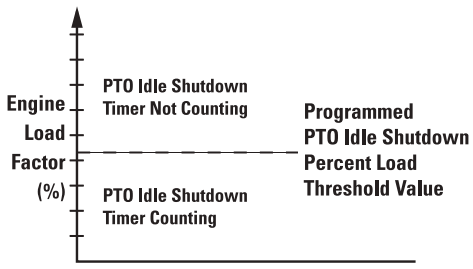 PTO Idle Shutdown
Timer Not Counting
Engine
Load
Factor
(%)
Programmed
PTO Idle Shutdown
Percent Load
Threshold Value
PTO Idle Shutdown
Timer Counting